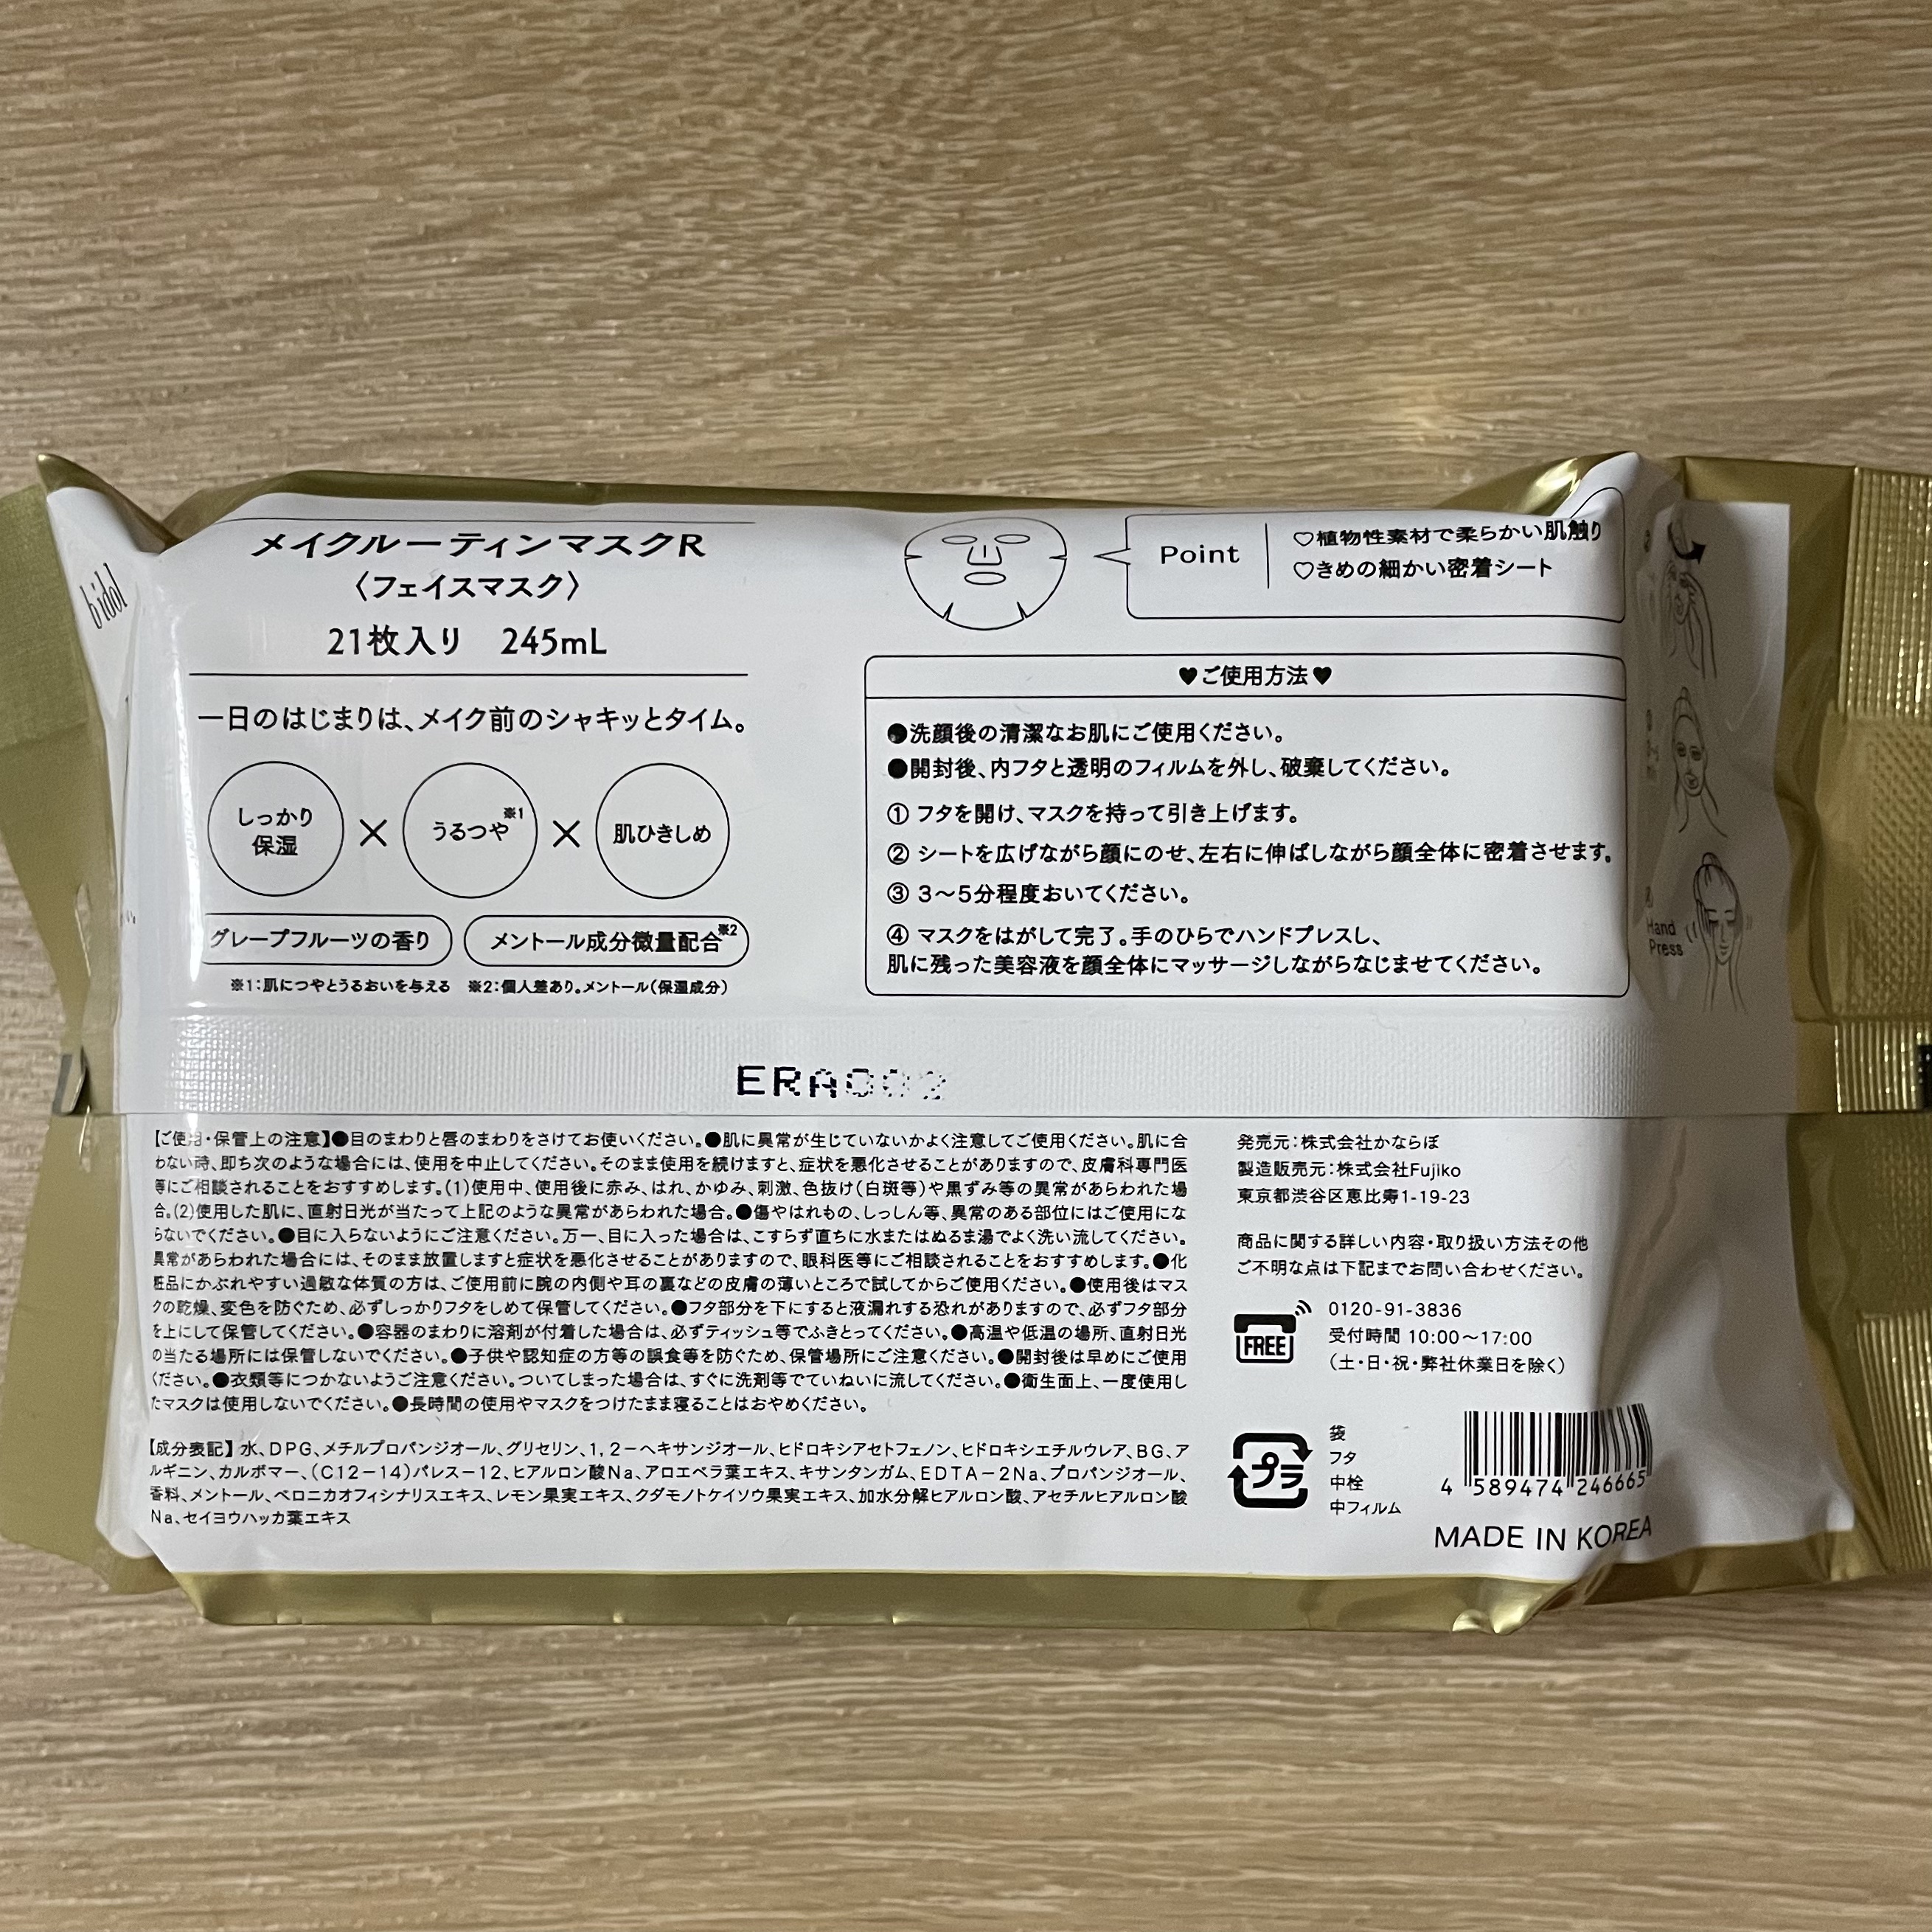 b idol
メイクルーティンマスクR
〈フェイスマスク〉
21枚入り　245mL
一日のはじまりは、メイク前のシャキッとタイム。
しっかり
保湿
×
うるつや※1
×
肌ひきしめ
グレープフルーツの香り
メントール成分微量配合※2
※1:肌につやとうるおいを与える　※2:個人差あり。メントール(保湿成分)
Point
♡植物性素材で柔らかい肌触り
♡きめの細かい密着シート
♥ご使用方法♥
●洗顔後の清潔なお肌にご使用ください。
●開封後、内フタと透明のフィルムを外し、破棄してください。
① フタを開け、マスクを持って引き上げます。
② シートを広げながら顔にのせ、左右に伸ばしながら顔全体に密着させます。
③ 3～5分程度おいてください。
④ マスクをはがして完了。手のひらでハンドプレスし、
肌に残った美容液を顔全体にマッサージしながらなじませてください。
Hand
Press
ERA002
【ご使用・保管上の注意】●目のまわりと唇のまわりをさけてお使いください。●肌に異常が生じていないかよく注意してご使用ください。肌に合
わない時、即ち次のような場合には、使用を中止してください。そのまま使用を続けますと、症状を悪化させることがありますので、皮膚科専門医
等にご相談されることをおすすめします。(1)使用中、使用後に赤み、はれ、かゆみ、刺激、色抜け(白斑等)や黒ずみ等の異常があらわれた場
合。(2)使用した肌に、直射日光が当たって上記のような異常があらわれた場合。●傷やはれもの、しっしん等、異常のある部位にはご使用にな
らないでください。●目に入らないようにご注意ください。万一、目に入った場合は、こすらず直ちに水またはぬるま湯でよく洗い流してください。
異常があらわれた場合には、そのまま放置しますと症状を悪化させることがありますので、眼科医等にご相談されることをおすすめします。●化
粧品にかぶれやすい過敏な体質の方は、ご使用前に腕の内側や耳の裏などの皮膚の薄いところで試してからご使用ください。●使用後はマス
クの乾燥、変色を防ぐため、必ずしっかりフタをしめて保管してください。●フタ部分を下にすると液漏れする恐れがありますので、必ずフタ部分
を上にして保管してください。●容器のまわりに溶剤が付着した場合は、必ずティッシュ等でふきとってください。●高温や低温の場所、直射日光
の当たる場所には保管しないでください。●子供や認知症の方等の誤食等を防ぐため、保管場所にご注意ください。●開封後は早めにご使用
ください。●衣類等につかないようご注意ください。ついてしまった場合は、すぐに洗剤等でていねいに流してください。●衛生面上、一度使用し
たマスクは使用しないでください。●長時間の使用やマスクをつけたまま寝ることはおやめください。
【成分表記】水、DPG、メチルプロパンジオール、グリセリン、1,2－ヘキサンジオール、ヒドロキシアセトフェノン、ヒドロキシエチルウレア、BG、ア
ルギニン、カルボマー、(C12－14)パレス－12、ヒアルロン酸Na、アロエベラ葉エキス、キサンタンガム、EDTA－2Na、プロパンジオール、
香料、メントール、ベロニカオフィシナリスエキス、レモン果実エキス、クダモノトケイソウ果実エキス、加水分解ヒアルロン酸、アセチルヒアルロン酸
Na、セイヨウハッカ葉エキス
発売元:株式会社かならぼ
製造販売元:株式会社Fujiko
東京都渋谷区恵比寿1-19-23
商品に関する詳しい内容・取り扱い方法その他
ご不明な点は下記までお問い合わせください。
FREE
0120-91-3836
受付時間 10:00～17:00
(土・日・祝・弊社休業日を除く)
プラ
袋
フタ
中栓
中フィルム
4 589474 246665
MADE IN KOREA